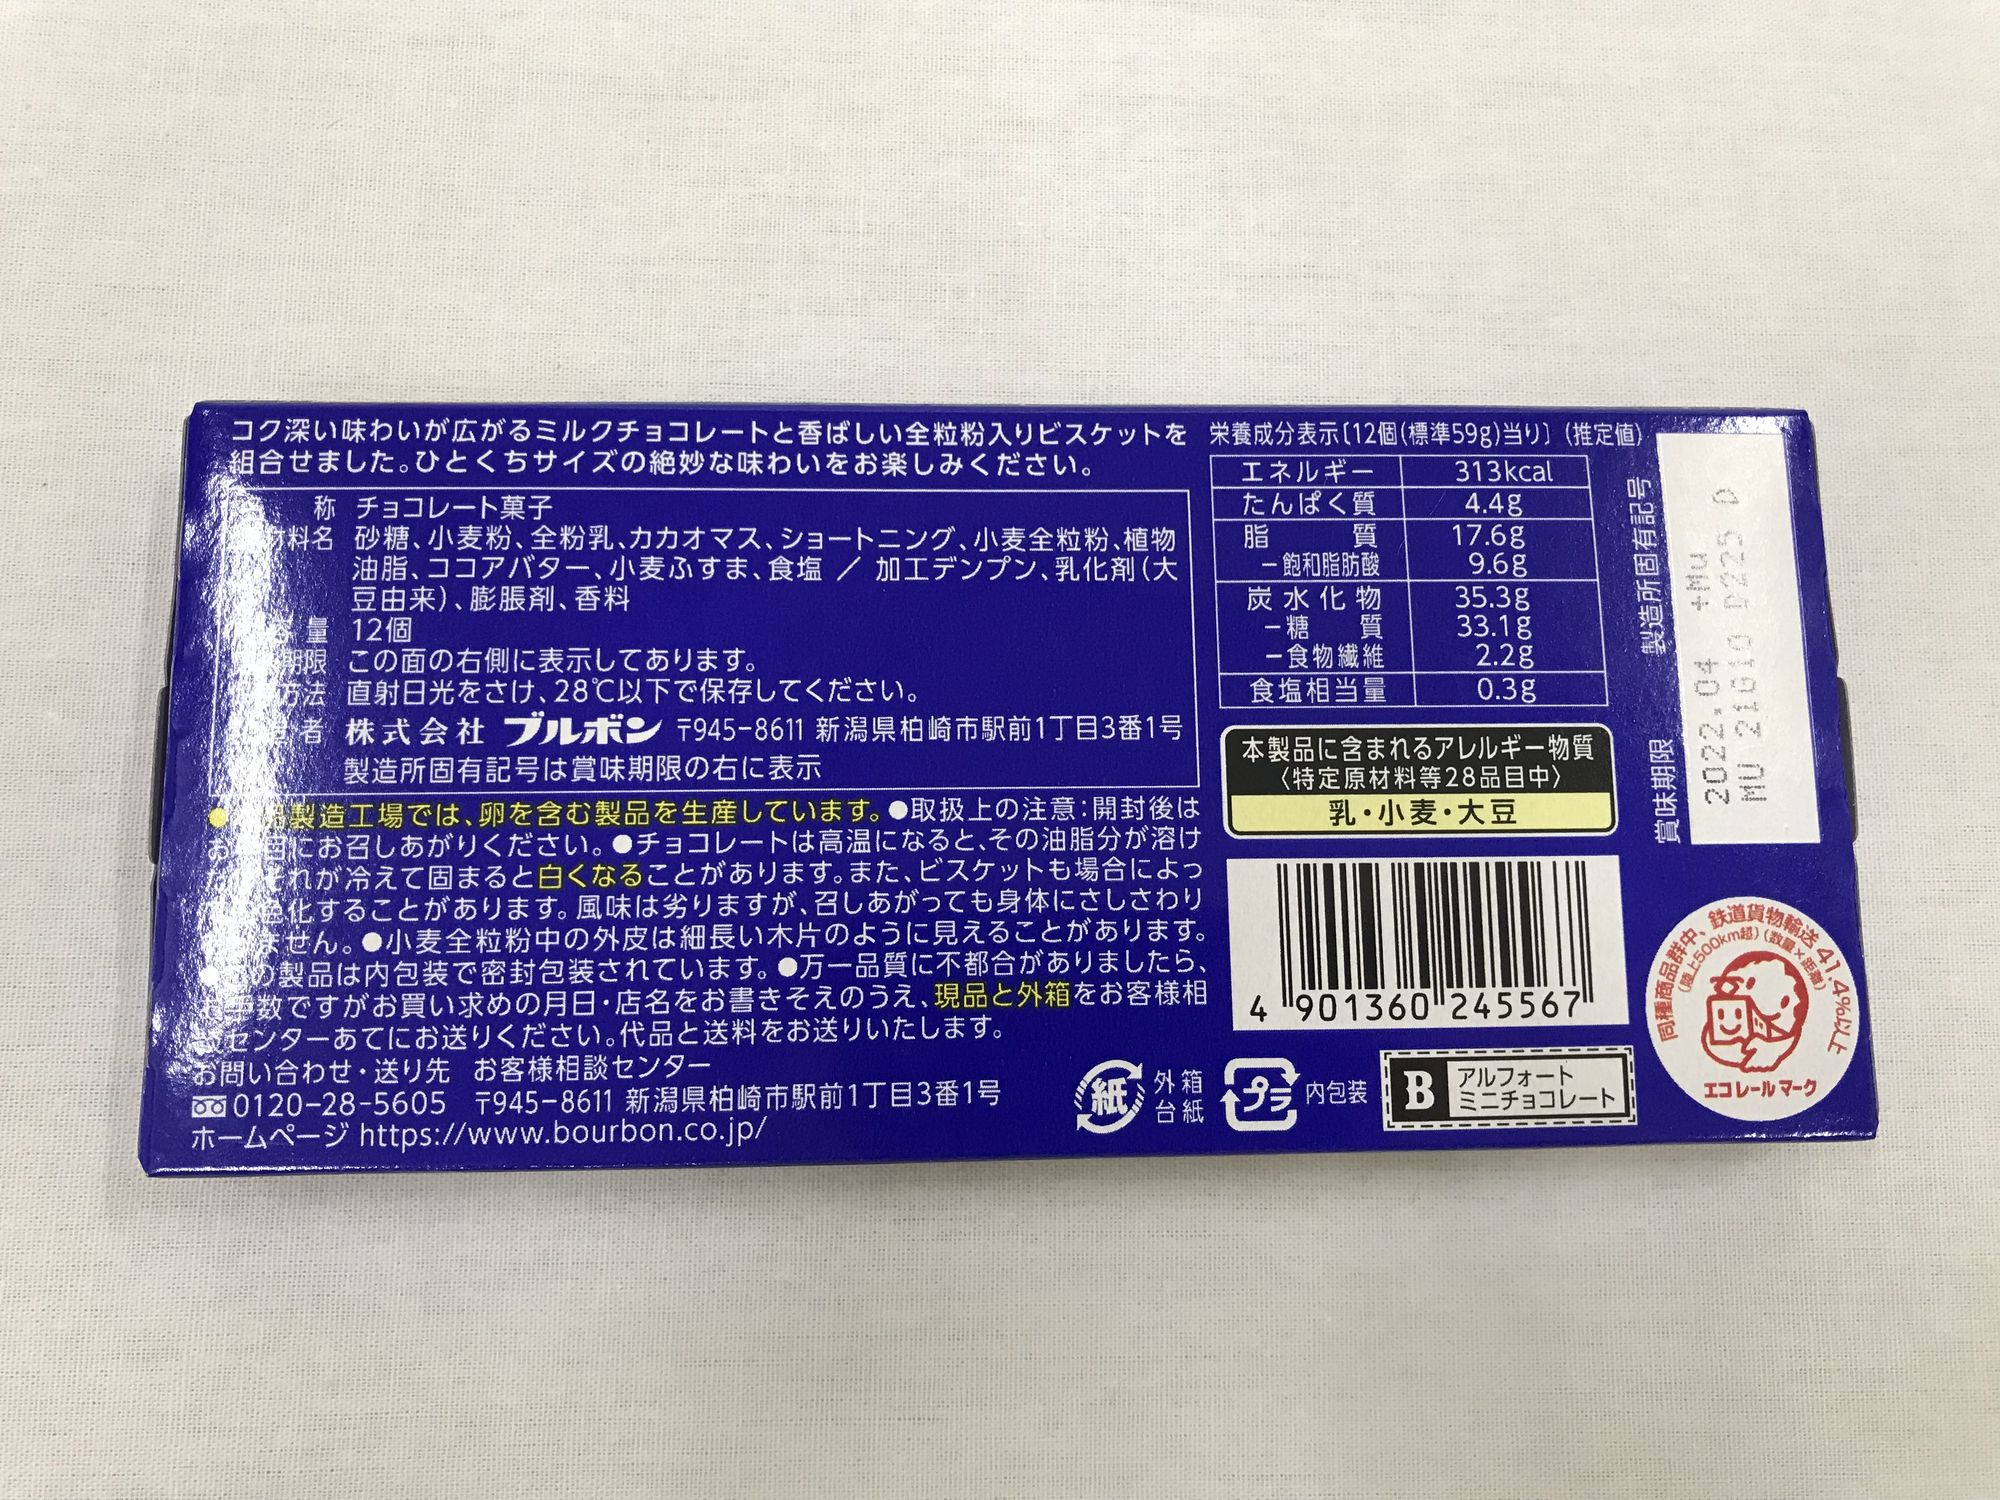 コク深い味わいが広がるミルクチョコレートと香ばしい全粒粉入りビスケットを
組合せました。ひとくちサイズの絶妙な味わいをお楽しみください。
称 チョコレート菓子
材料名 砂糖、小麦粉、全粉乳、カカオマス、ショートニング、小麦全粒粉、植物
油脂、ココアバター、小麦ふすま、食塩 / 加工デンプン、乳化剤(大
豆由来)、膨脹剤、香料
量 12個
期限 この面の右側に表示してあります。
方法 直射日光をさけ、28℃以下で保存してください。
者 株式会社 ブルボン 〒945-8611 新潟県柏崎市駅前1丁目3番1号
製造所固有記号は賞味期限の右に表示
製造工場では、卵を含む製品を生産しています。●取扱上の注意:開封後は
にお召しあがりください。●チョコレートは高温になると、その油脂分が溶け
それが冷えて固まると白くなることがあります。また、ビスケットも場合によっ
色化することがあります。風味は劣りますが、召しあがっても身体にさしさわり
ません。●小麦全粒粉中の外皮は細長い木片のように見えることがあります。
の製品は内包装で密封包装されています。●万一品質に不都合がありましたら、
お手数ですがお買い求めの月日・店名をお書きそえのうえ、現品と外箱をお客様相
センターあてにお送りください。代品と送料をお送りいたします。
お問い合わせ・送り先 お客様相談センター
0120-28-5605 〒945-8611 新潟県柏崎市駅前1丁目3番1号
ホームページ https://www.bourbon.co.jp/
栄養成分表示[12個(標準59g)当り] (推定値)
エネルギー 313kcal
たんぱく質 4.4g
脂質 17.6g
-飽和脂肪酸 9.6g
炭水化物 35.3g
-糖質 33.1g
-食物繊維 2.2g
食塩相当量 0.3g
本製品に含まれるアレルギー物質
〈特定原材料等28品目中〉
乳・小麦・大豆
4 901360 245567
紙 外箱 台紙
プラ 内包装
B アルフォート
ミニチョコレート
賞味期限 製造所固有記号
2022.04 +MU
MU 21610 D225 D
同種商品群中、鉄道貨物輸送 41.4%以上
(陸上500km超) (数量×距離)
エコレールマーク